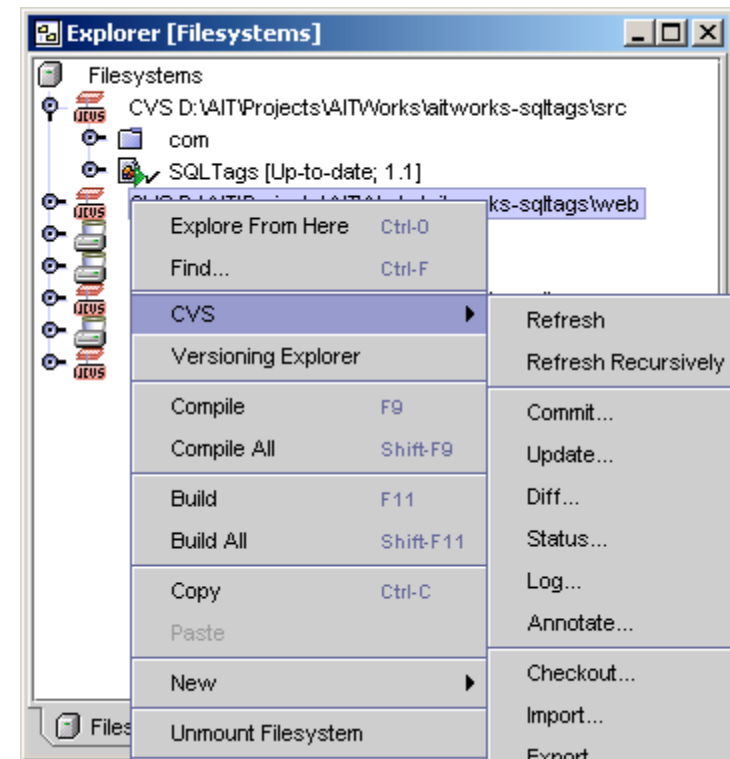 Explorer [Filesystems]
Filesystems
CVS D:\AIT\Projects\AITWorks\aitworks-sqltags\src
com
SQLTags [Up-to-date; 1.1]
ks-sqltags\web
Explore From Here Ctrl-O
Find... Ctrl-F
CVS
Versioning Explorer
Compile F9
Compile All Shift-F9
Build F11
Build All Shift-F11
Copy Ctrl-C
Paste
New
Unmount Filesystem
Refresh
Refresh Recursively
Commit...
Update...
Diff...
Status...
Log...
Annotate...
Checkout...
Import...
Export
Files